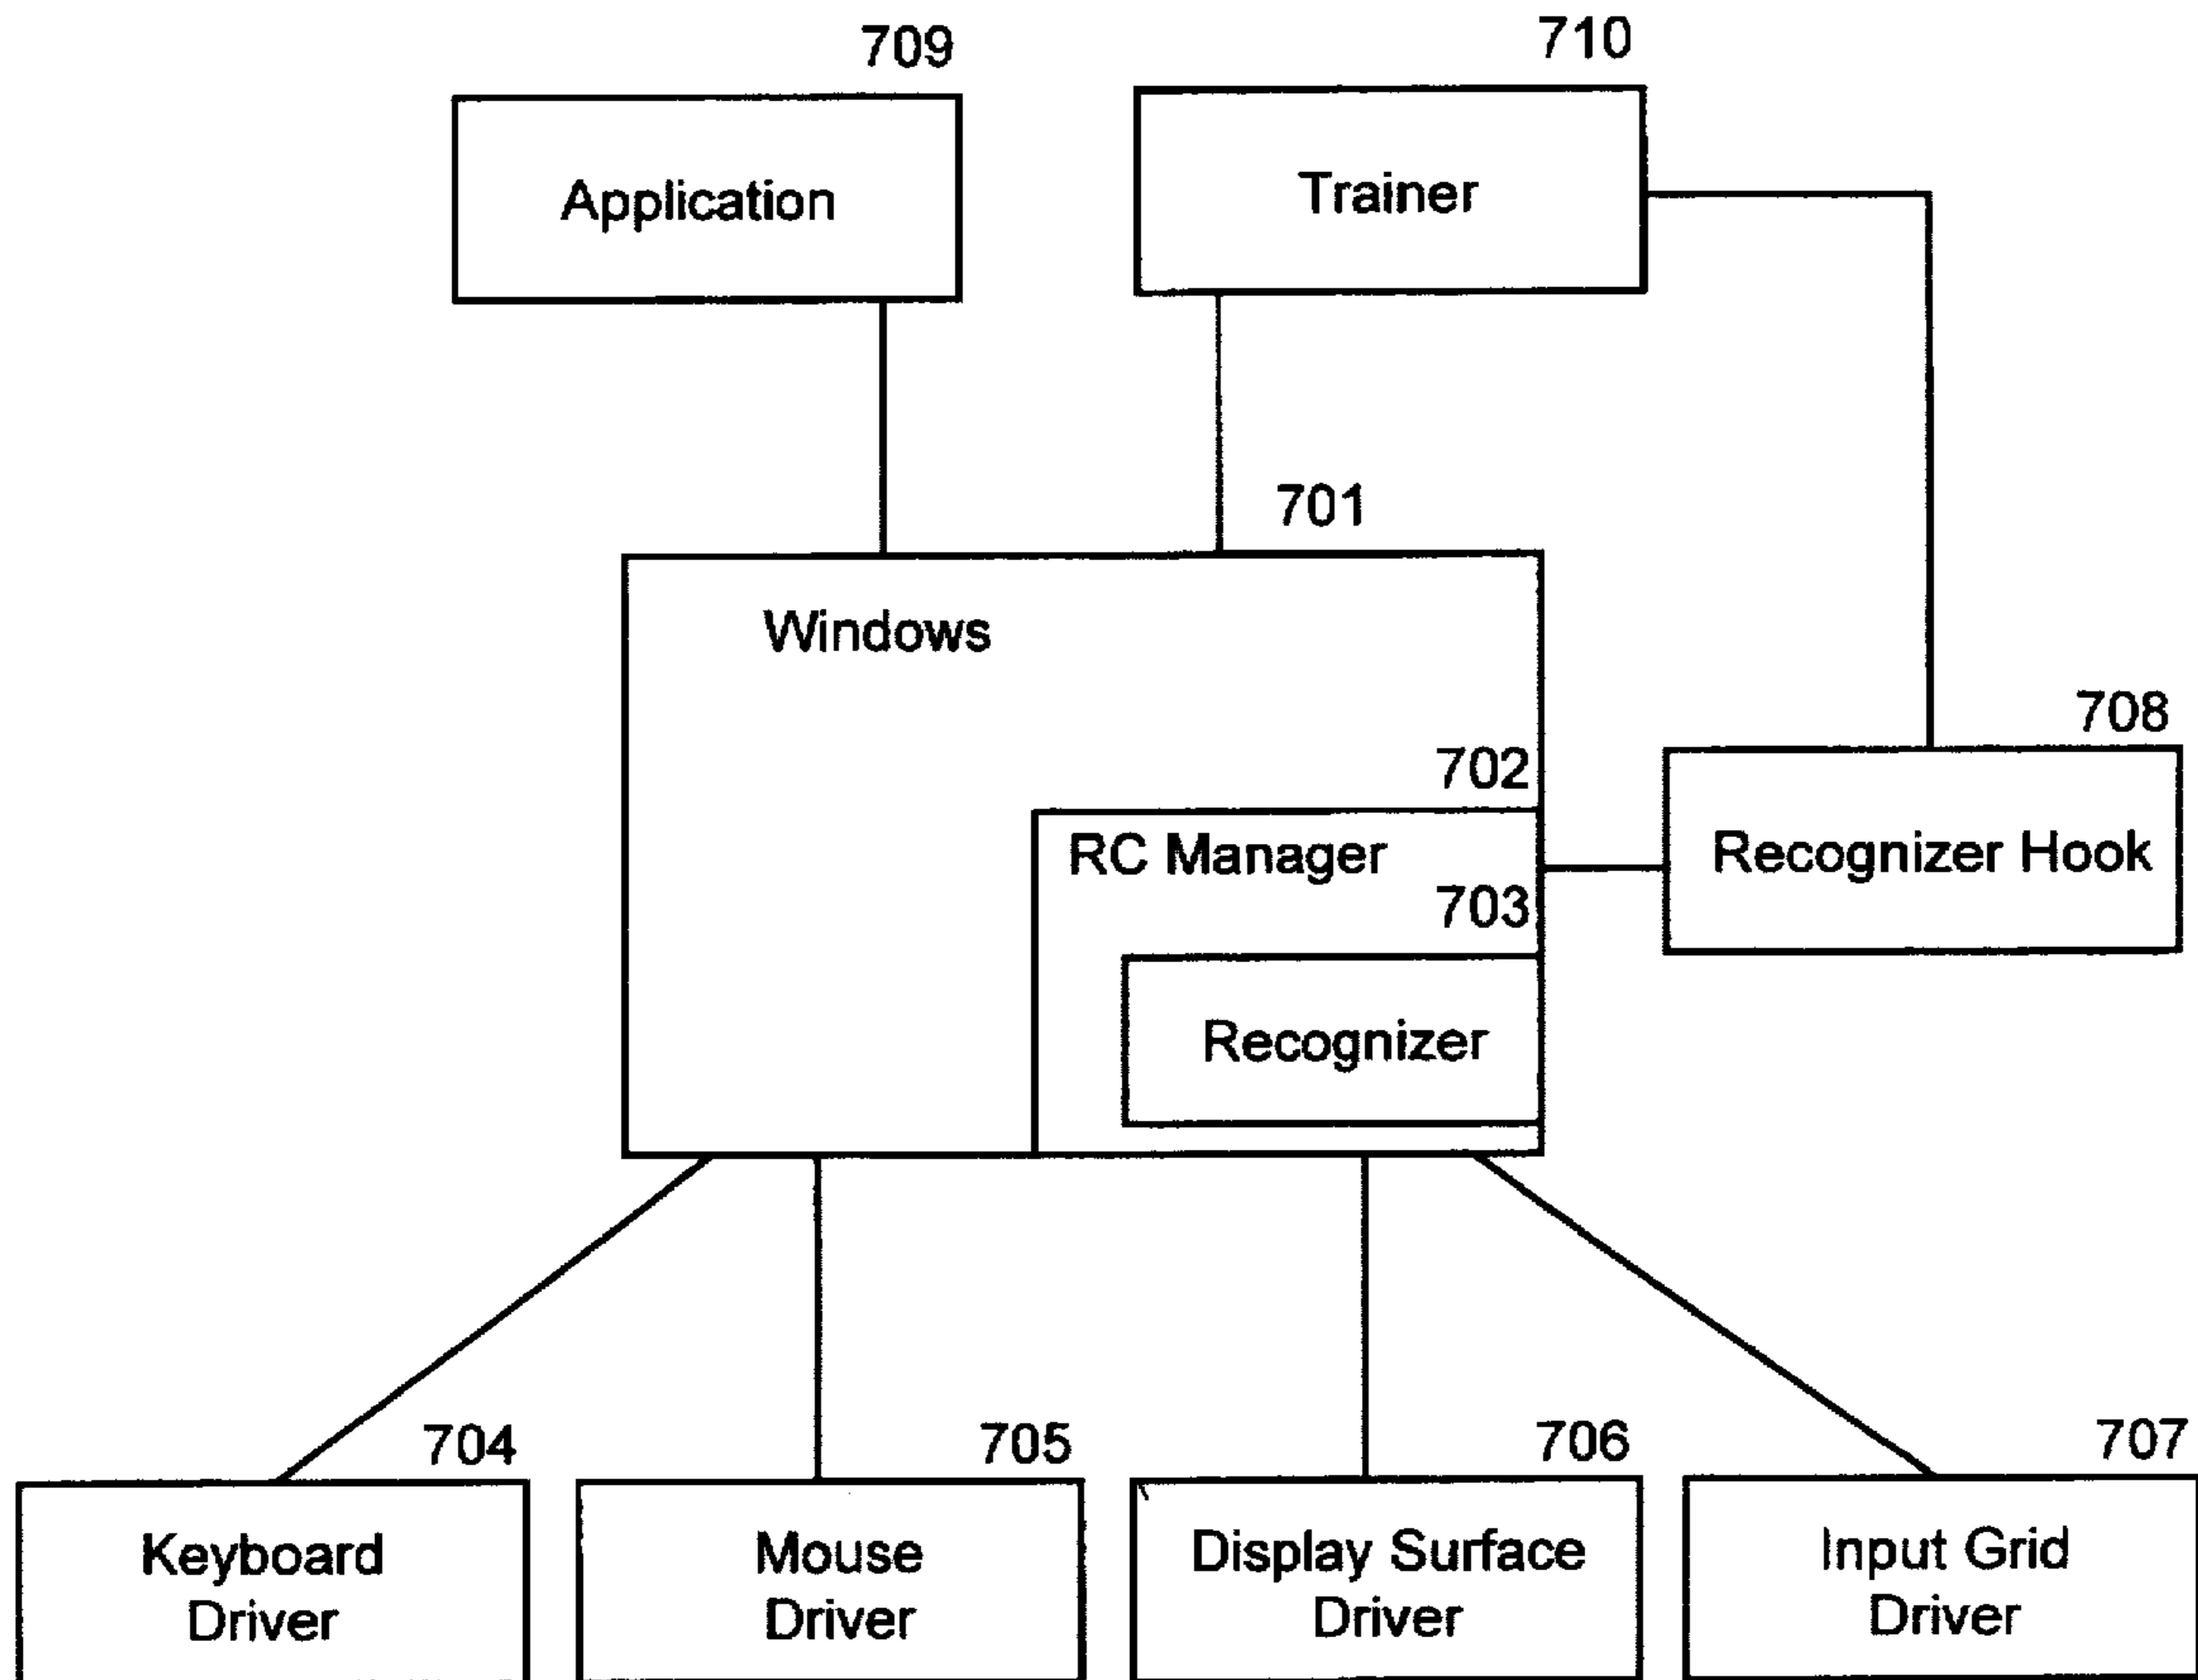 709
710
Application
Trainer
701
Windows
708
702
RC Manager
Recognizer Hook
703
Recognizer
704
705
706
707
Keyboard
Driver
Mouse
Driver
Display Surface
Driver
Input Grid
Driver